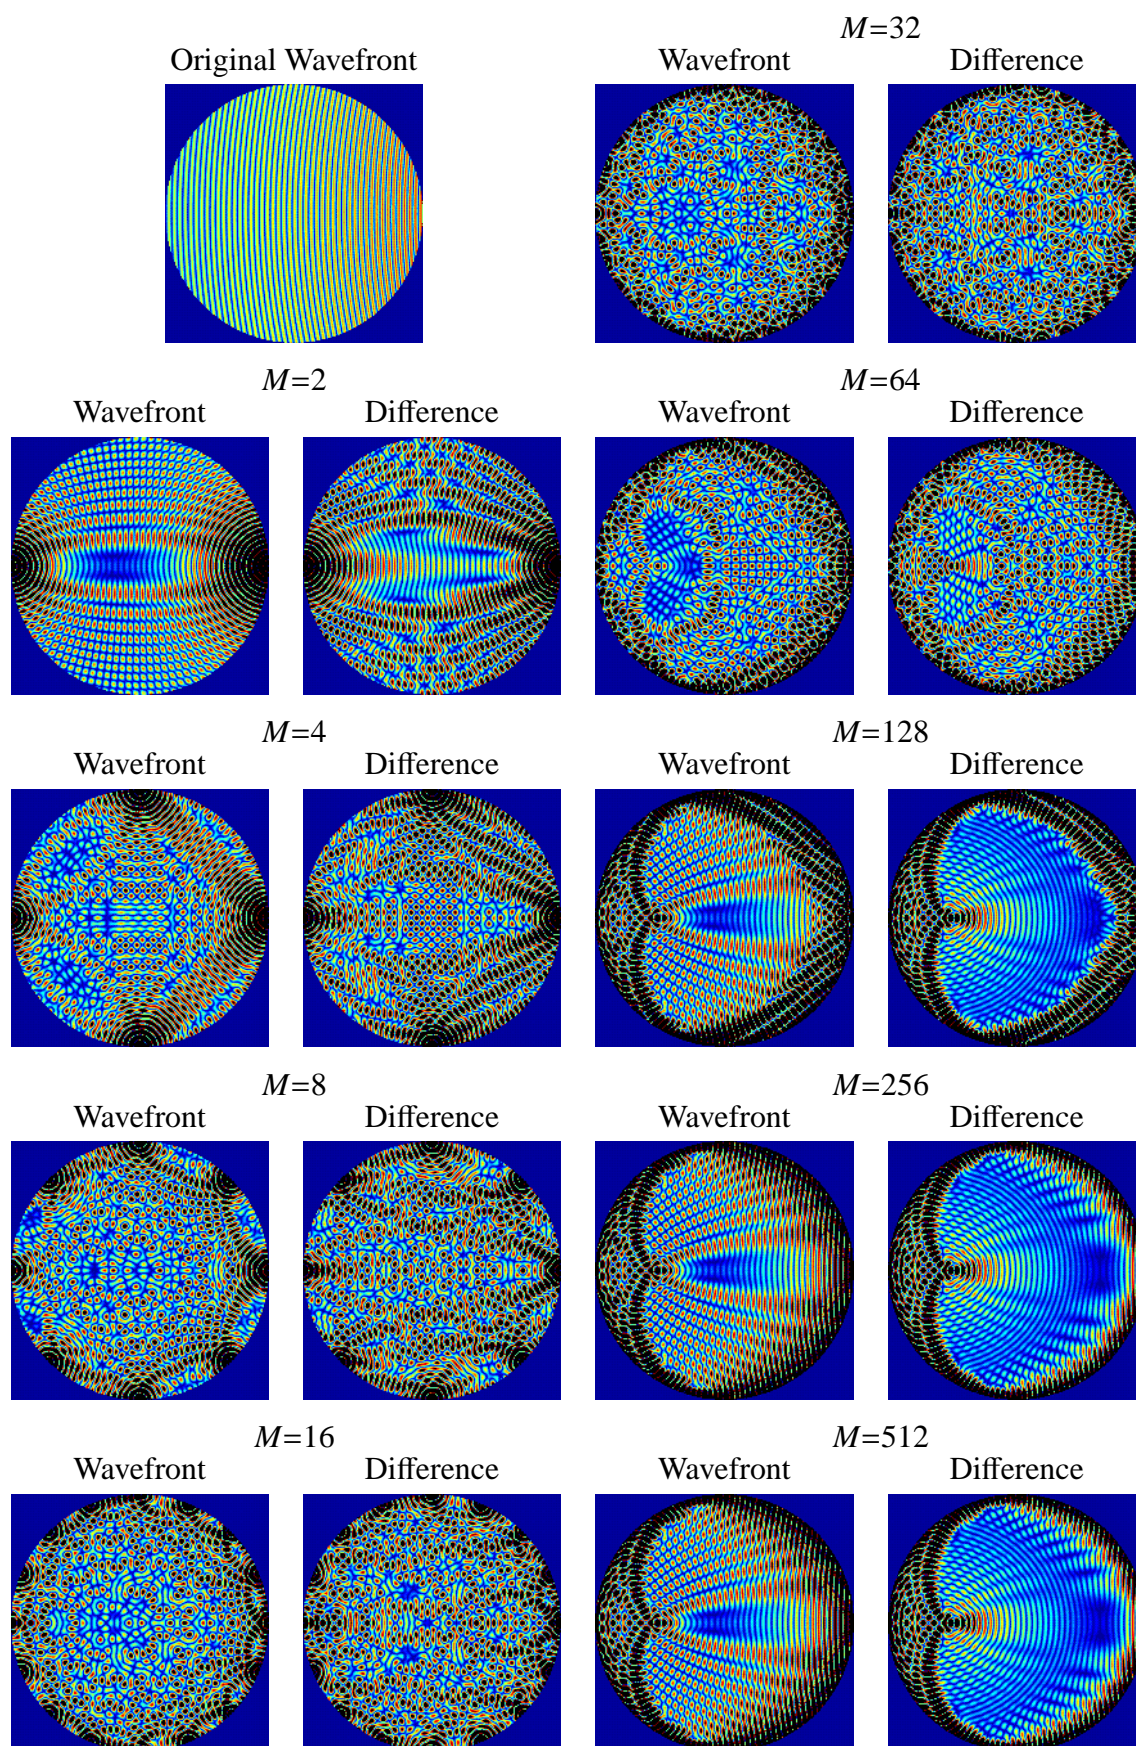 Original Wavefront
M=2
Wavefront Difference
M=4
Wavefront Difference
M=8
Wavefront Difference
M=16
Wavefront Difference
M=32
Wavefront Difference
M=64
Wavefront Difference
M=128
Wavefront Difference
M=256
Wavefront Difference
M=512
Wavefront Difference